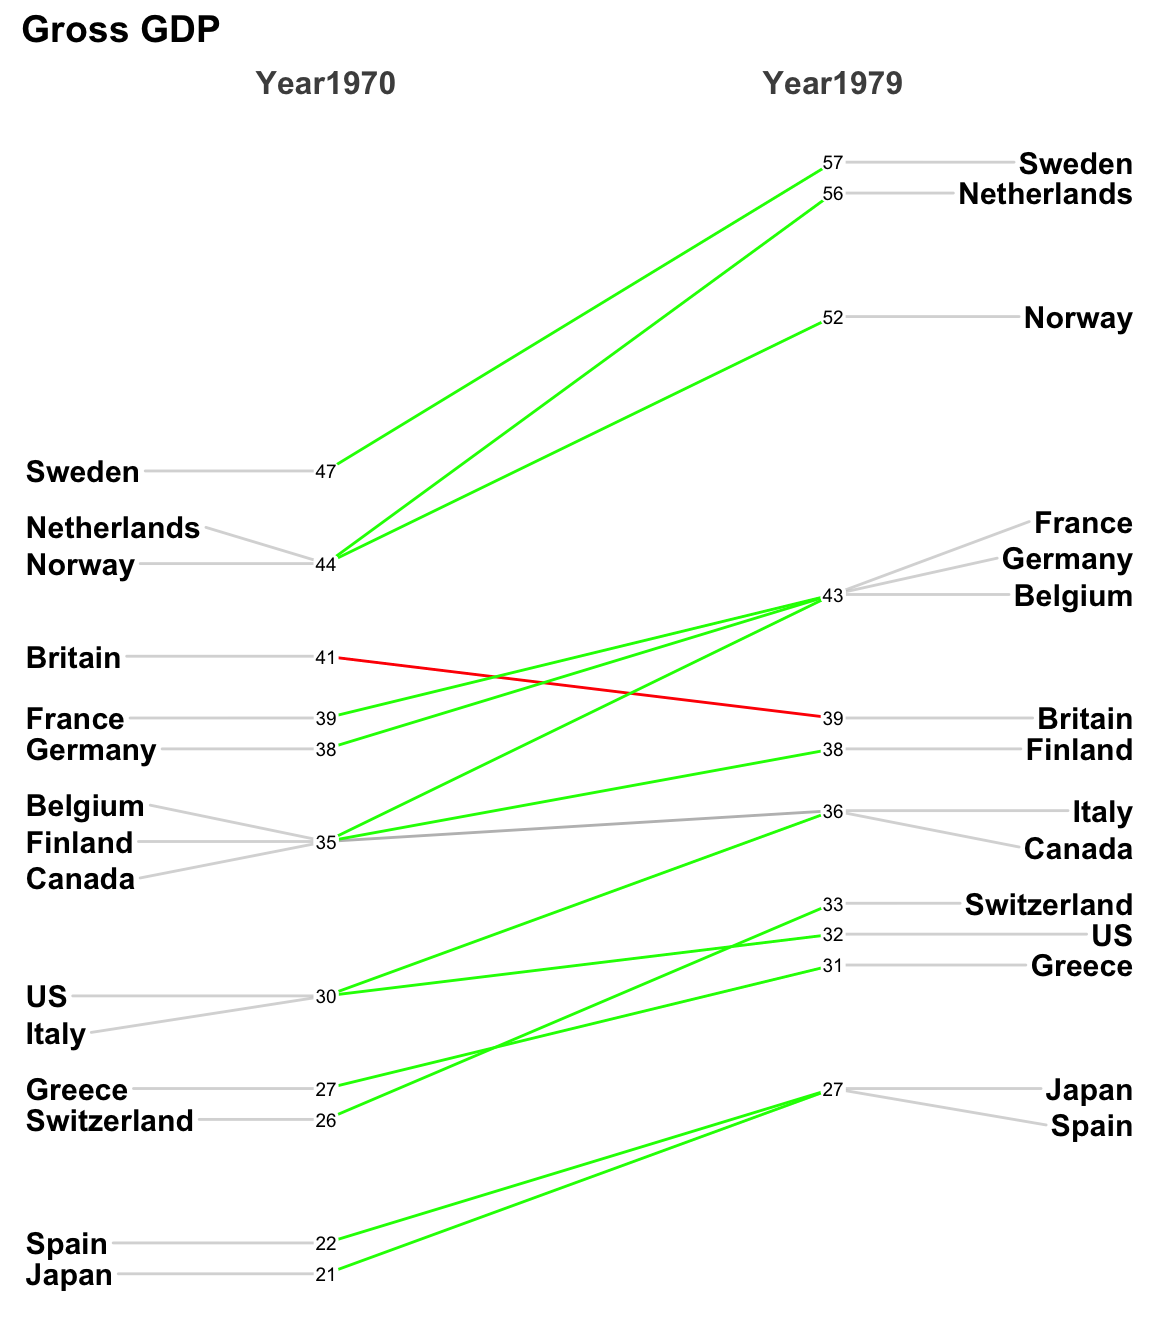 Gross GDP
Year1970 Year1979
57 Sweden
56 Netherlands
52 Norway
Sweden 47
France
Netherlands
Germany
Norway 44
43 Belgium
Britain 41
France 39 39 Britain
Germany 38 38 Finland
Belgium
36 Italy
Finland 35
Canada
Canada
33 Switzerland
32 US
31 Greece
US 30
Italy
Greece 27 27 Japan
Switzerland 26 Spain
Spain 22
Japan 21